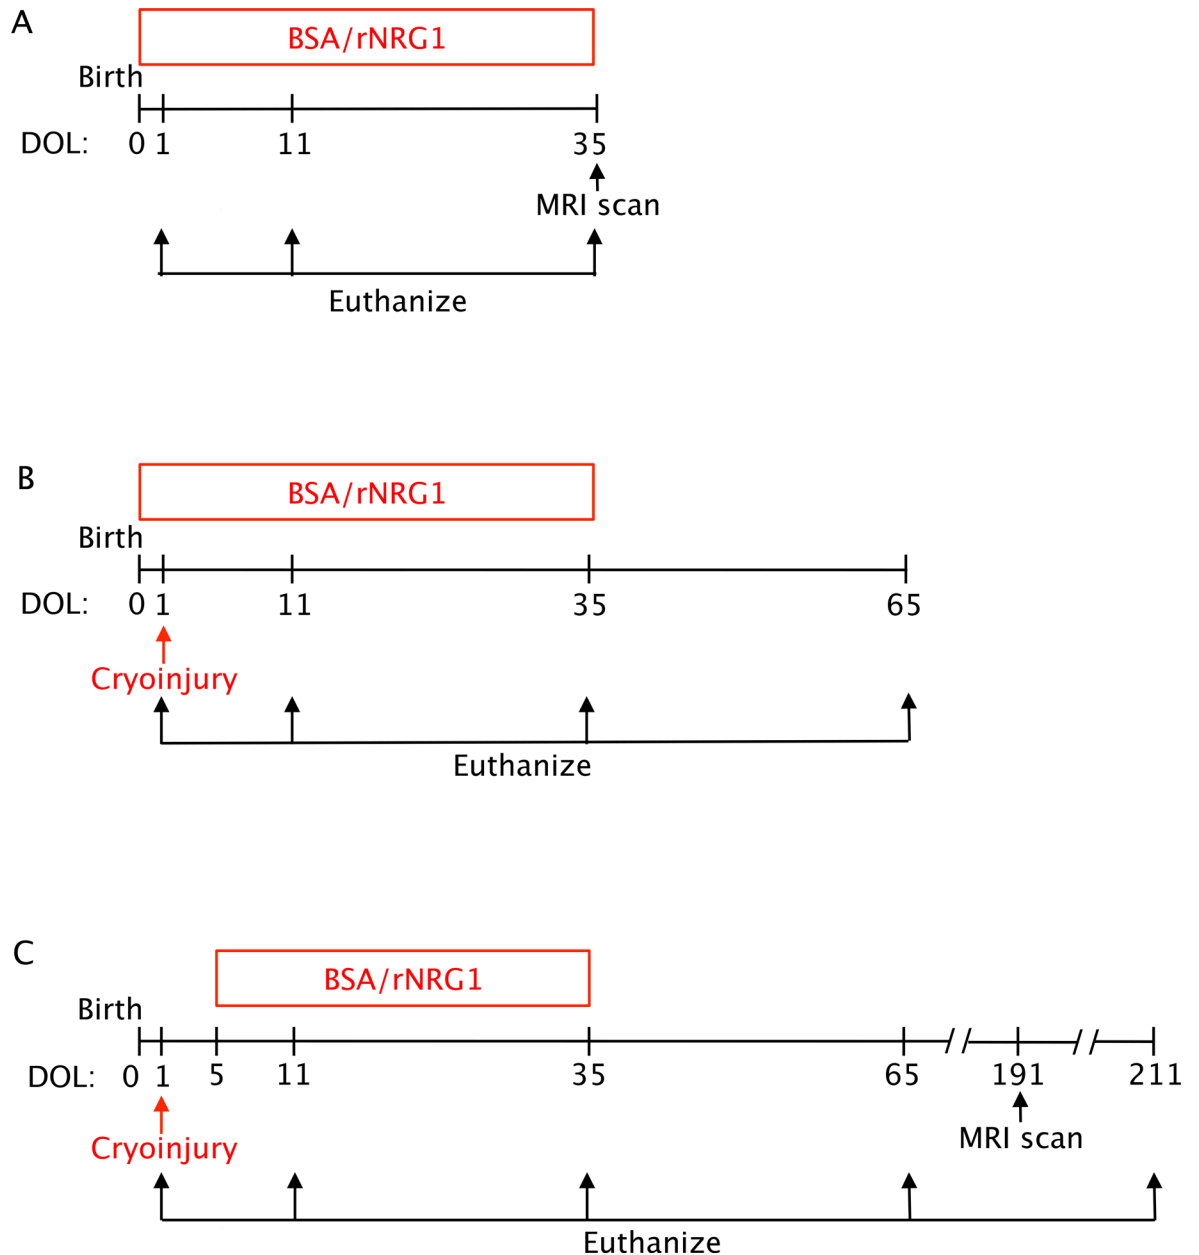 A
BSA/rNRG1
Birth
DOL: 0 1 11 35
MRI scan
Euthanize
B
BSA/rNRG1
Birth
DOL: 0 1 11 35 65
Cryoinjury
Euthanize
C
BSA/rNRG1
Birth
DOL: 0 1 5 11 35 65 191 211
Cryoinjury
MRI scan
Euthanize